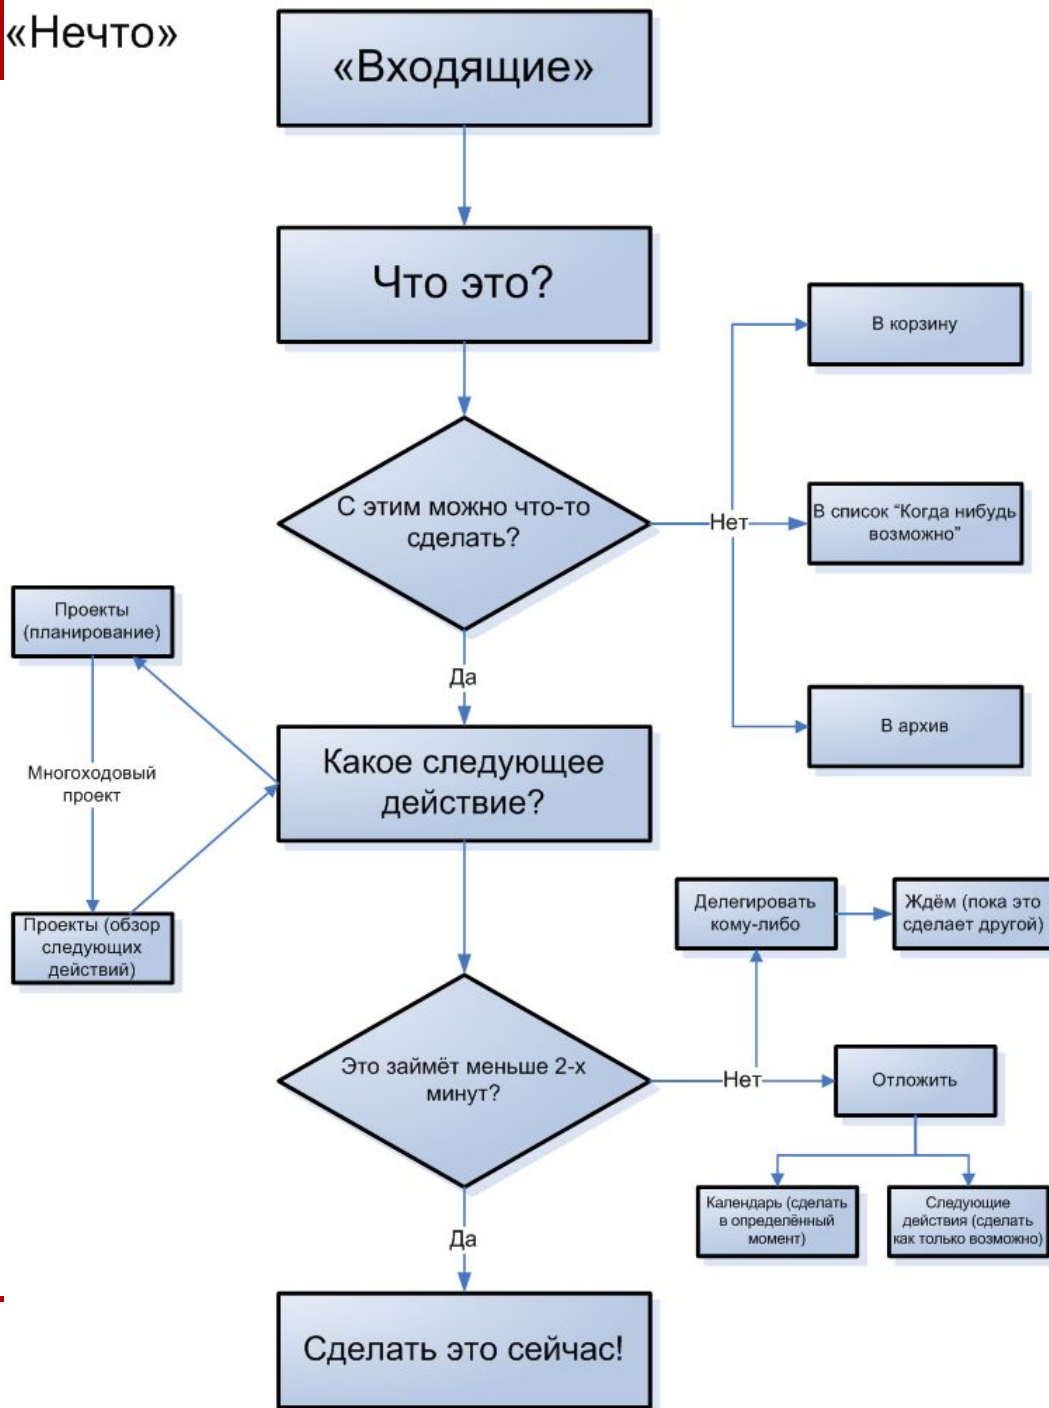 «Нечто»
«Входящие»
Что это?
В корзину
С этим можно что-то
сделать?
Нет
В список “Когда нибудь
возможно”
Проекты
(планирование)
Да
В архив
Какое следующее
действие?
Многоходовый
проект
Делегировать
кому-либо
Ждём (пока это
сделает другой)
Проекты (обзор
следующих
действий)
Это займёт меньше 2-х
минут?
Нет
Отложить
Календарь (сделать
в определённый
момент)
Следующие
действия (сделать
как только возможно)
Да
Сделать это сейчас!